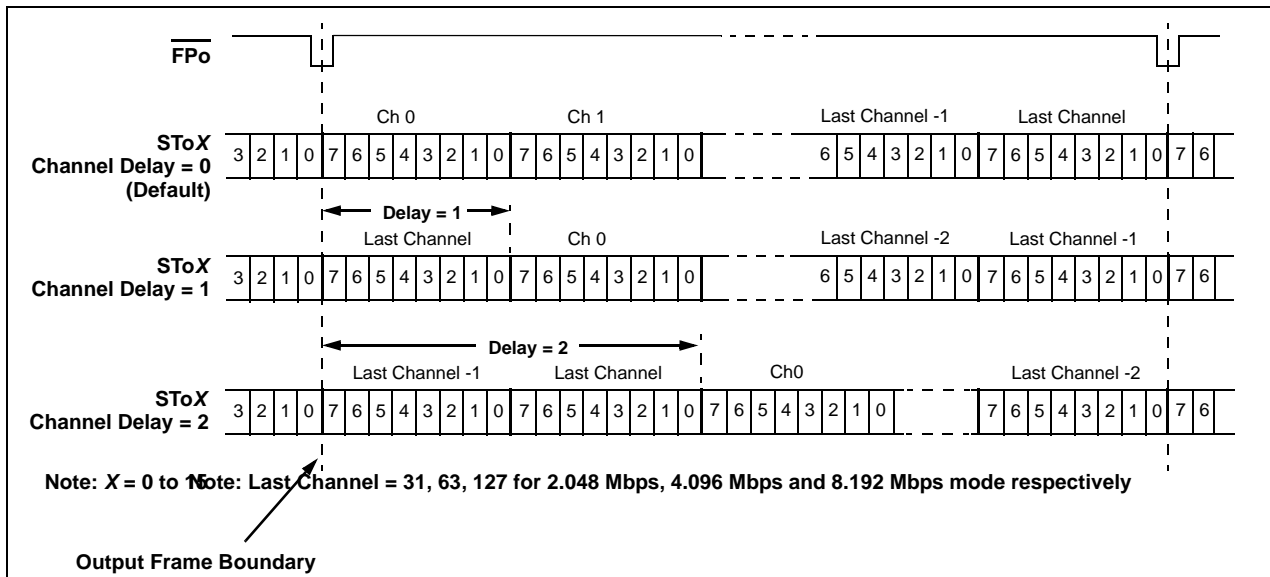 FPo
Ch 0 Ch 1 Last Channel -1 Last Channel
SToX
Channel Delay = 0
(Default)
3 2 1 0 7 6 5 4 3 2 1 0 7 6 5 4 3 2 1 0 6 5 4 3 2 1 0 7 6 5 4 3 2 1 0 7 6
Delay = 1
Last Channel Ch 0 Last Channel -2 Last Channel -1
SToX
Channel Delay = 1
3 2 1 0 7 6 5 4 3 2 1 0 7 6 5 4 3 2 1 0 6 5 4 3 2 1 0 7 6 5 4 3 2 1 0 7 6
Delay = 2
Last Channel -1 Last Channel Ch0 Last Channel -2
SToX
Channel Delay = 2
3 2 1 0 7 6 5 4 3 2 1 0 7 6 5 4 3 2 1 0 7 6 5 4 3 2 1 0 7 6 5 4 3 2 1 0 7 6
Note: X = 0 to 15 Note: Last Channel = 31, 63, 127 for 2.048 Mbps, 4.096 Mbps and 8.192 Mbps mode respectively
Output Frame Boundary